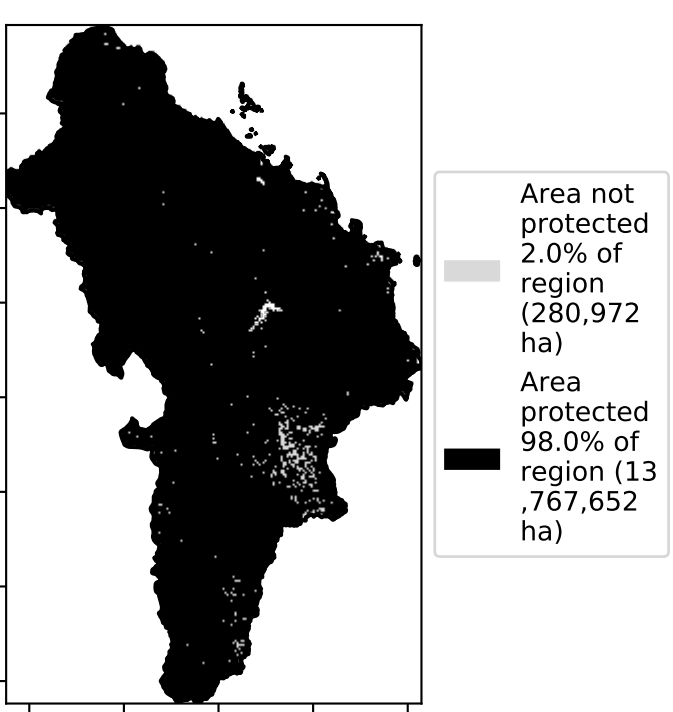 Area not
protected
2.0% of
region
(280,972
ha)
Area
protected
98.0% of
region (13
,767,652
ha)